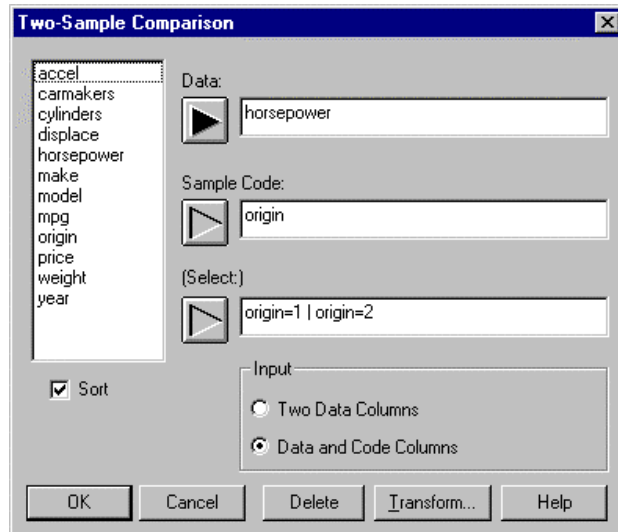 Two-Sample Comparison
accel
carmakers
cylinders
displace
horsepower
make
model
mpg
origin
price
weight
year
Sort
Data:
horsepower
Sample Code:
origin
(Select:)
origin=1 | origin=2
Input
Two Data Columns
Data and Code Columns
OK
Cancel
Delete
Transform...
Help